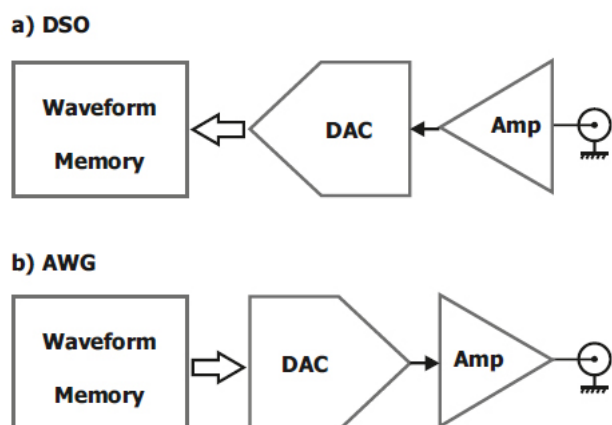 a) DSO
Waveform
Memory
DAC
Amp
b) AWG
Waveform
Memory
DAC
Amp